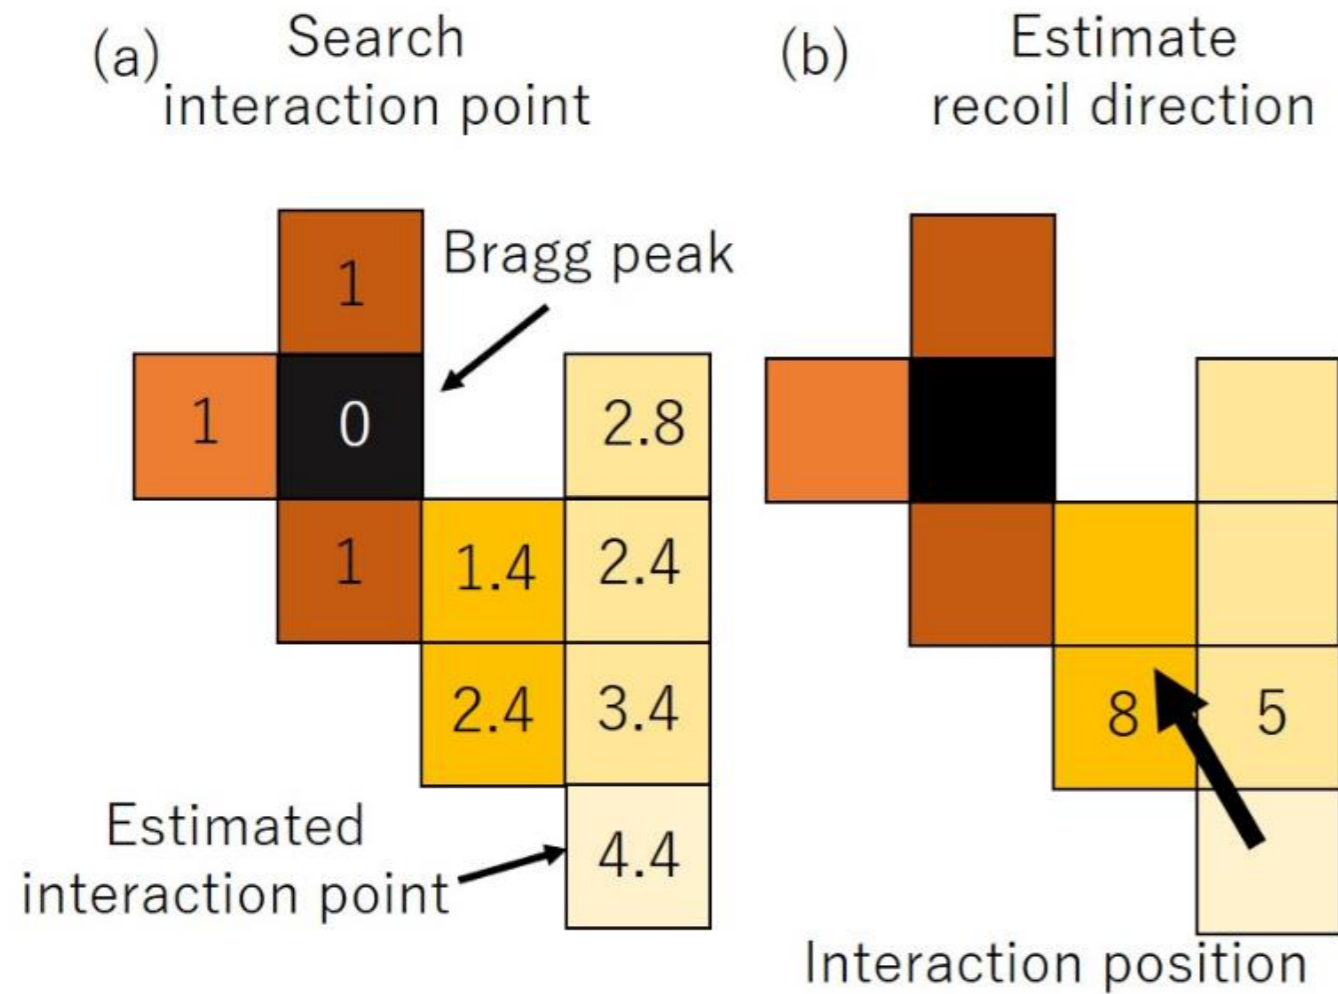 (a) Search
interaction point
1
Bragg peak
1 0 2.8
1 1.4 2.4
2.4 3.4
Estimated
interaction point
4.4
(b) Estimate
recoil direction
8 5
Interaction position